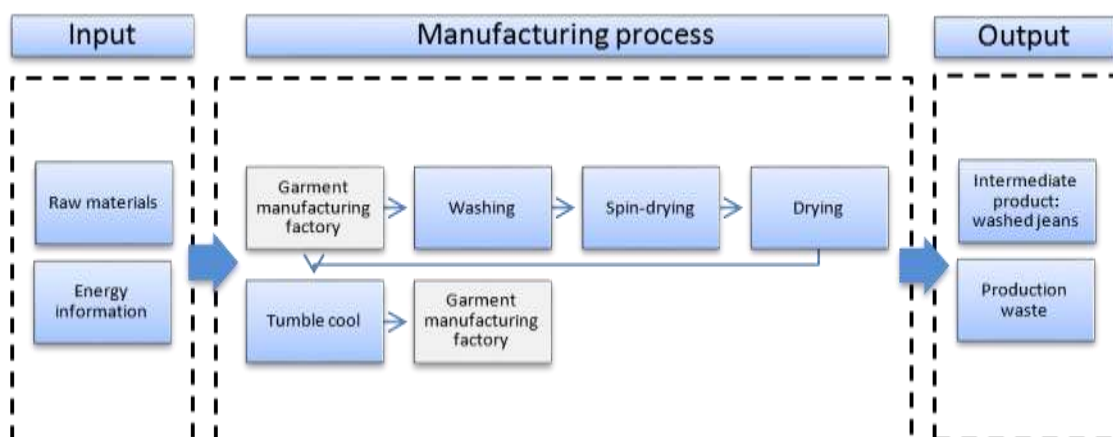 Input
Manufacturing process
Output
Raw materials
Energy
information
Garment
manufacturing
factory
Washing
Spin-drying
Drying
Tumble cool
Garment
manufacturing
factory
Intermediate
product:
washed jeans
Production
waste